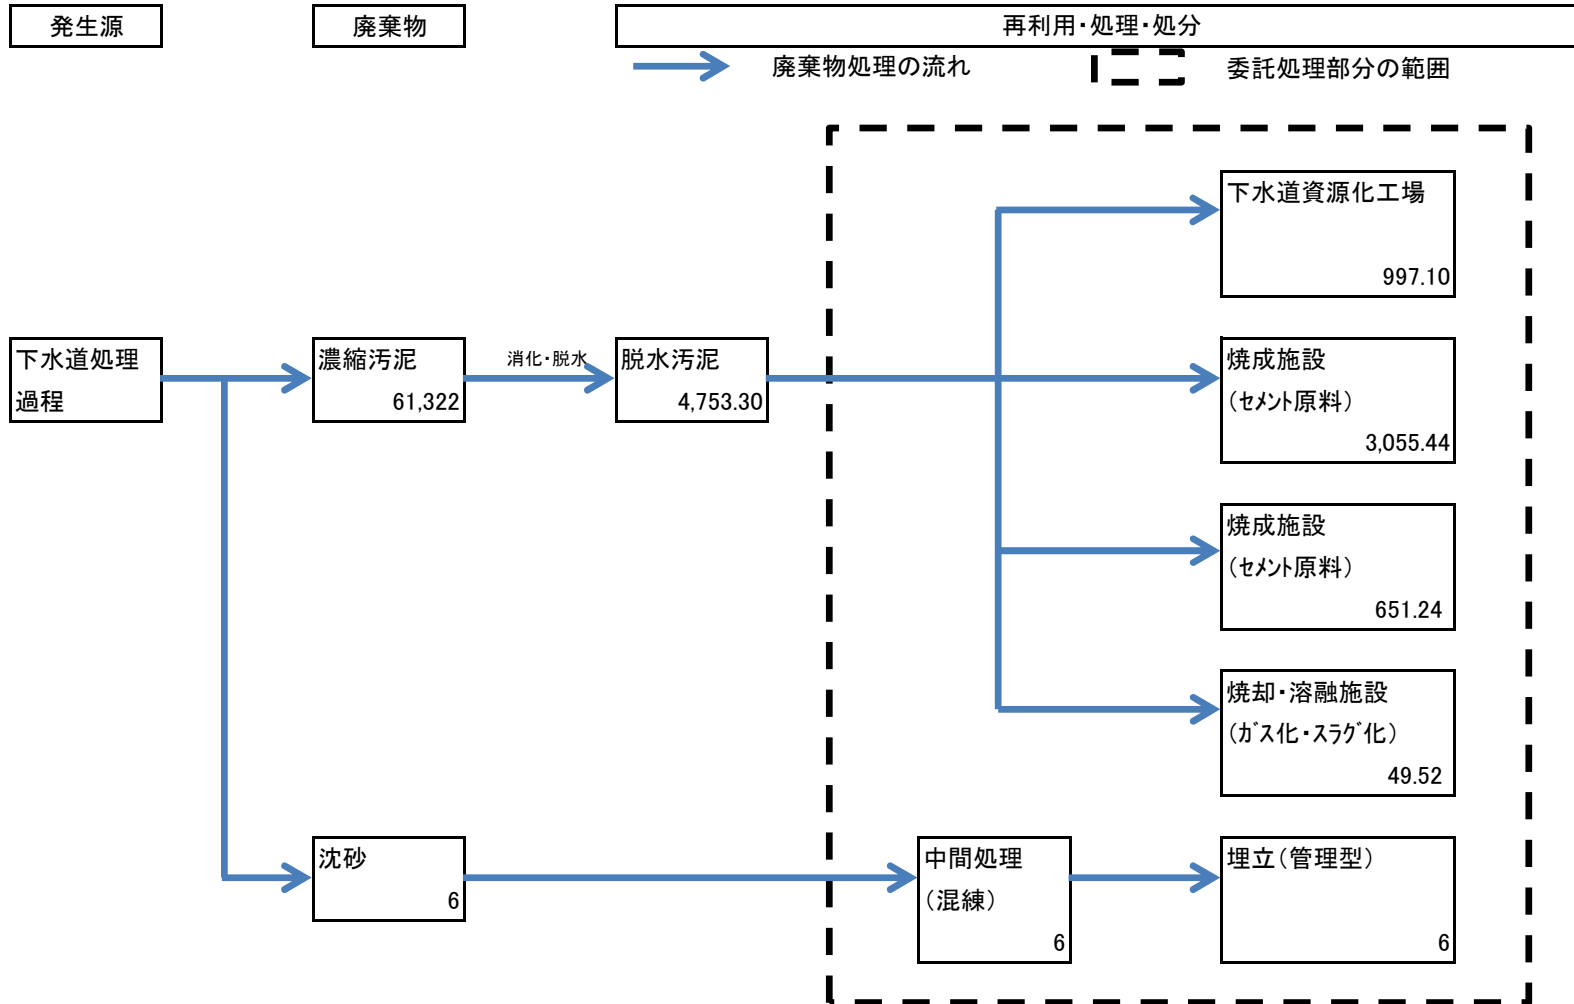 発生源
廃棄物
再利用・処理・処分
廃棄物処理の流れ
委託処理部分の範囲
下水道資源化工場
997.10
下水道処理
過程
濃縮汚泥
61,322
消化・脱水
脱水汚泥
4,753.30
焼成施設
(ｾﾒﾝﾄ原料)
3,055.44
焼成施設
(ｾﾒﾝﾄ原料)
651.24
焼却・溶融施設
(ｶﾞｽ化・ｽﾗｸﾞ化)
49.52
沈砂
6
中間処理
(混練)
6
埋立(管理型)
6